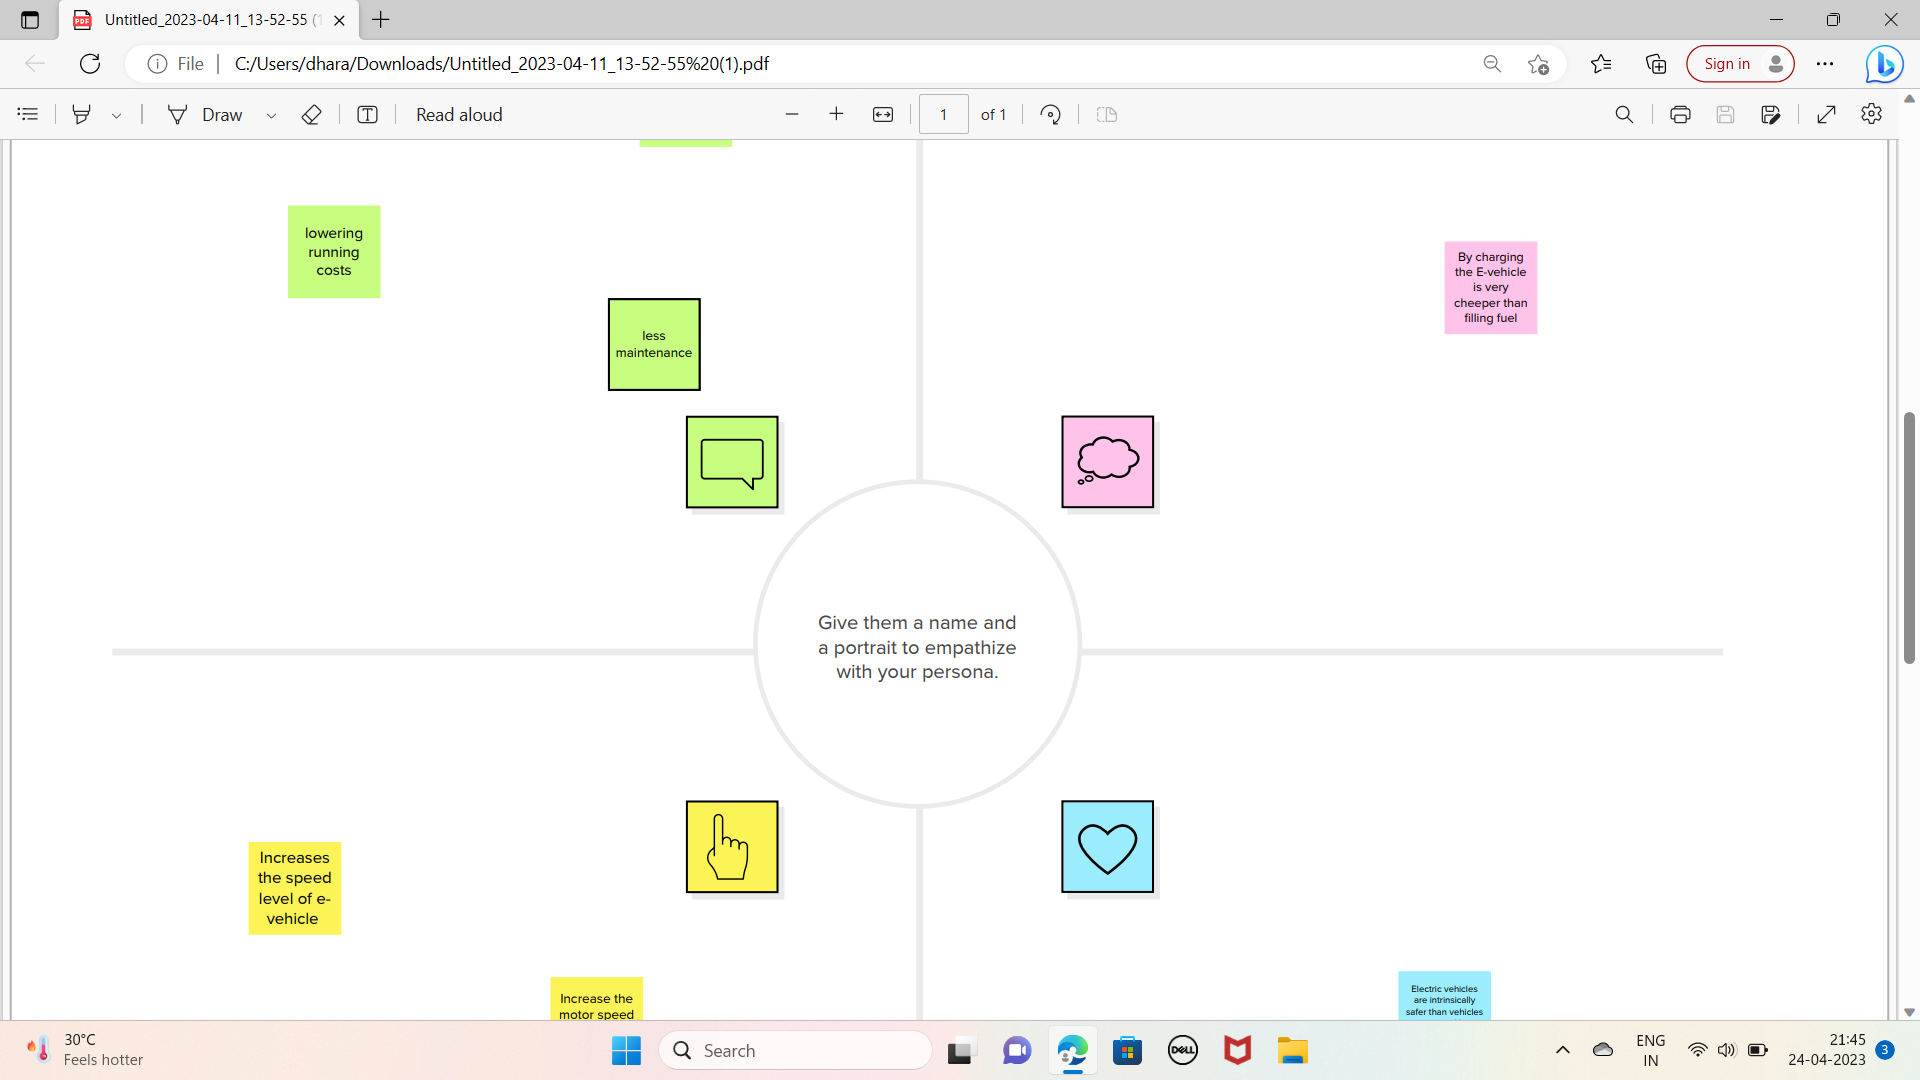 Untitled_2023-04-11_13-52-55 (1
File
C:/Users/dhara/Downloads/Untitled_2023-04-11_13-52-55%20(1).pdf
Sign in
Draw
Read aloud
1
of 1
lowering
running
costs
less
maintenance
By charging
the E-vehicle
is very
cheeper than
filling fuel
Give them a name and
a portrait to empathize
with your persona.
Increases
the speed
level of e-
vehicle
Increase the
motor speed
Electric vehicles
are intrinsically
safer than vehicles
30°C
Feels hotter
Search
DELL
ENG
IN
21:45
24-04-2023
3